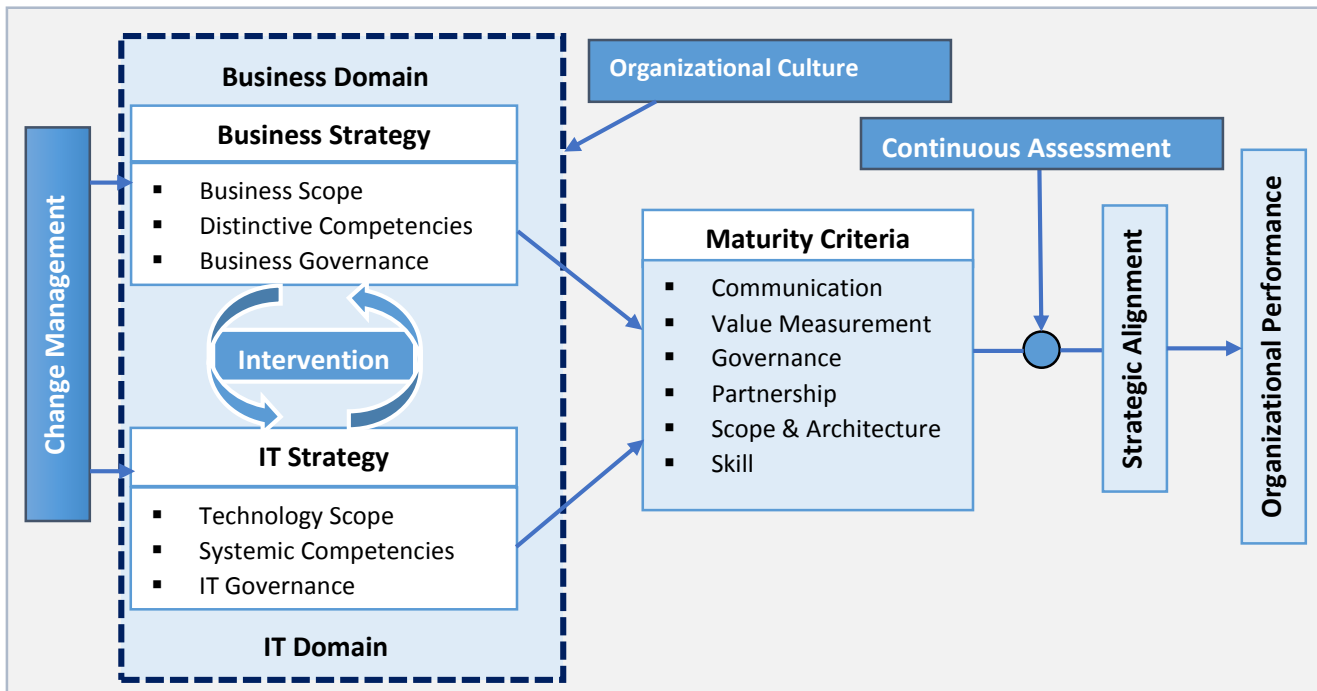 Change Management
Business Domain
Business Strategy
▪ Business Scope
▪ Distinctive Competencies
▪ Business Governance
Intervention
IT Strategy
▪ Technology Scope
▪ Systemic Competencies
▪ IT Governance
IT Domain
Organizational Culture
Maturity Criteria
▪ Communication
▪ Value Measurement
▪ Governance
▪ Partnership
▪ Scope & Architecture
▪ Skill
Continuous Assessment
Strategic Alignment
Organizational Performance